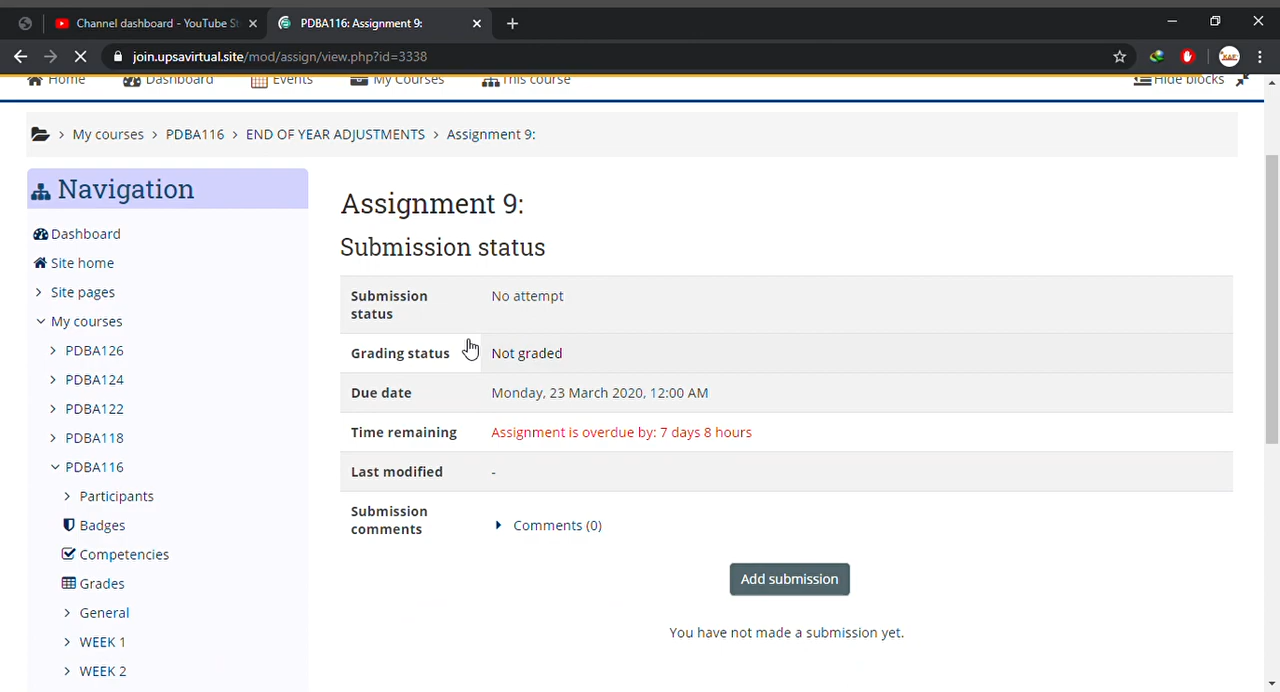 Channel dashboard - YouTube St
PDBA116: Assignment 9:
join.upsavirtual.site/mod/assign/view.php?id=3338
Home Dashboard Events My Courses This course Hide blocks
> My courses > PDBA116 > END OF YEAR ADJUSTMENTS > Assignment 9:
Navigation
Dashboard
Site home
Site pages
My courses
PDBA126
PDBA124
PDBA122
PDBA118
PDBA116
Participants
Badges
Competencies
Grades
General
WEEK 1
WEEK 2
Assignment 9:
Submission status
Submission status No attempt
Grading status Not graded
Due date Monday, 23 March 2020, 12:00 AM
Time remaining Assignment is overdue by: 7 days 8 hours
Last modified -
Submission comments Comments (0)
Add submission
You have not made a submission yet.